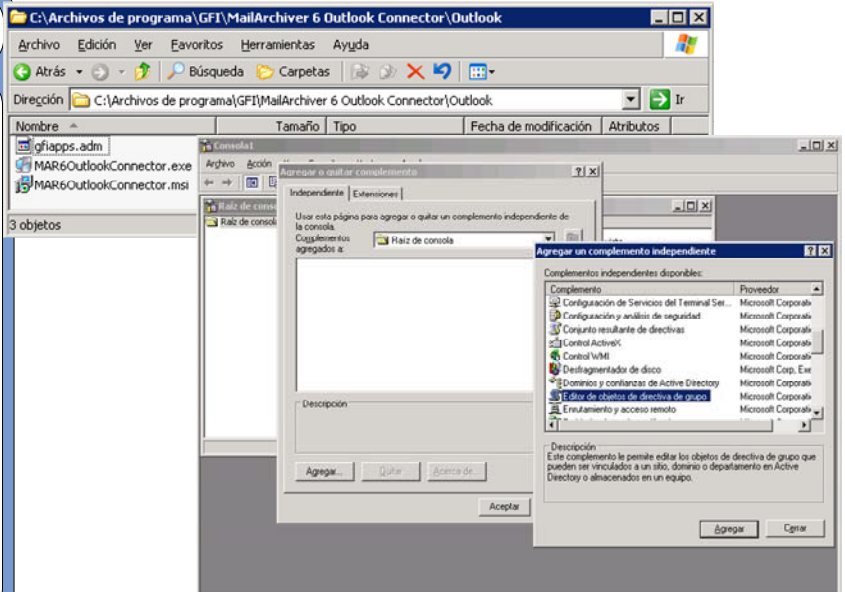 C:\Archivos de programa\GFI\MailArchiver 6 Outlook Connector\Outlook
Archivo Edición Ver Favoritos Herramientas Ayuda
Atrás Búsqueda Carpetas
Dirección C:\Archivos de programa\GFI\MailArchiver 6 Outlook Connector\Outlook Ir
Nombre Tamaño Tipo Fecha de modificación Atributos
gfiapps.adm
MAR6OutlookConnector.exe
MAR6OutlookConnector.msi
3 objetos
Consola1
Archivo Acción
Raíz de
Raíz de consol
Agregar o quitar complemento
Independiente Extensiones
Usar esta página para agregar o quitar un complemento independiente de
la consola.
Complementos
agregados a:
Raíz de consola
Descripción
Agregar... Quitar Acerca de...
Aceptar
Agregar un complemento independiente
Complementos independientes disponibles:
Complemento Proveedor
Configuración de Servicios del Terminal Ser... Microsoft Corporati
Configuración y análisis de seguridad Microsoft Corporati
Conjunto resultante de directivas Microsoft Corporati
Control ActiveX Microsoft Corporati
Control WMI Microsoft Corporati
Desfragmentador de disco Microsoft Corp, Exe
Dominios y confianzas de Active Directory Microsoft Corporati
Editor de objetos de directiva de grupo Microsoft Corporati
Enrutamiento y acceso remoto Microsoft Corporati
Descripción
Este complemento le permite editar los objetos de directiva de grupo que
pueden ser vinculados a un sitio, dominio o departamento en Active
Directory o almacenados en un equipo.
Agregar Cerrar